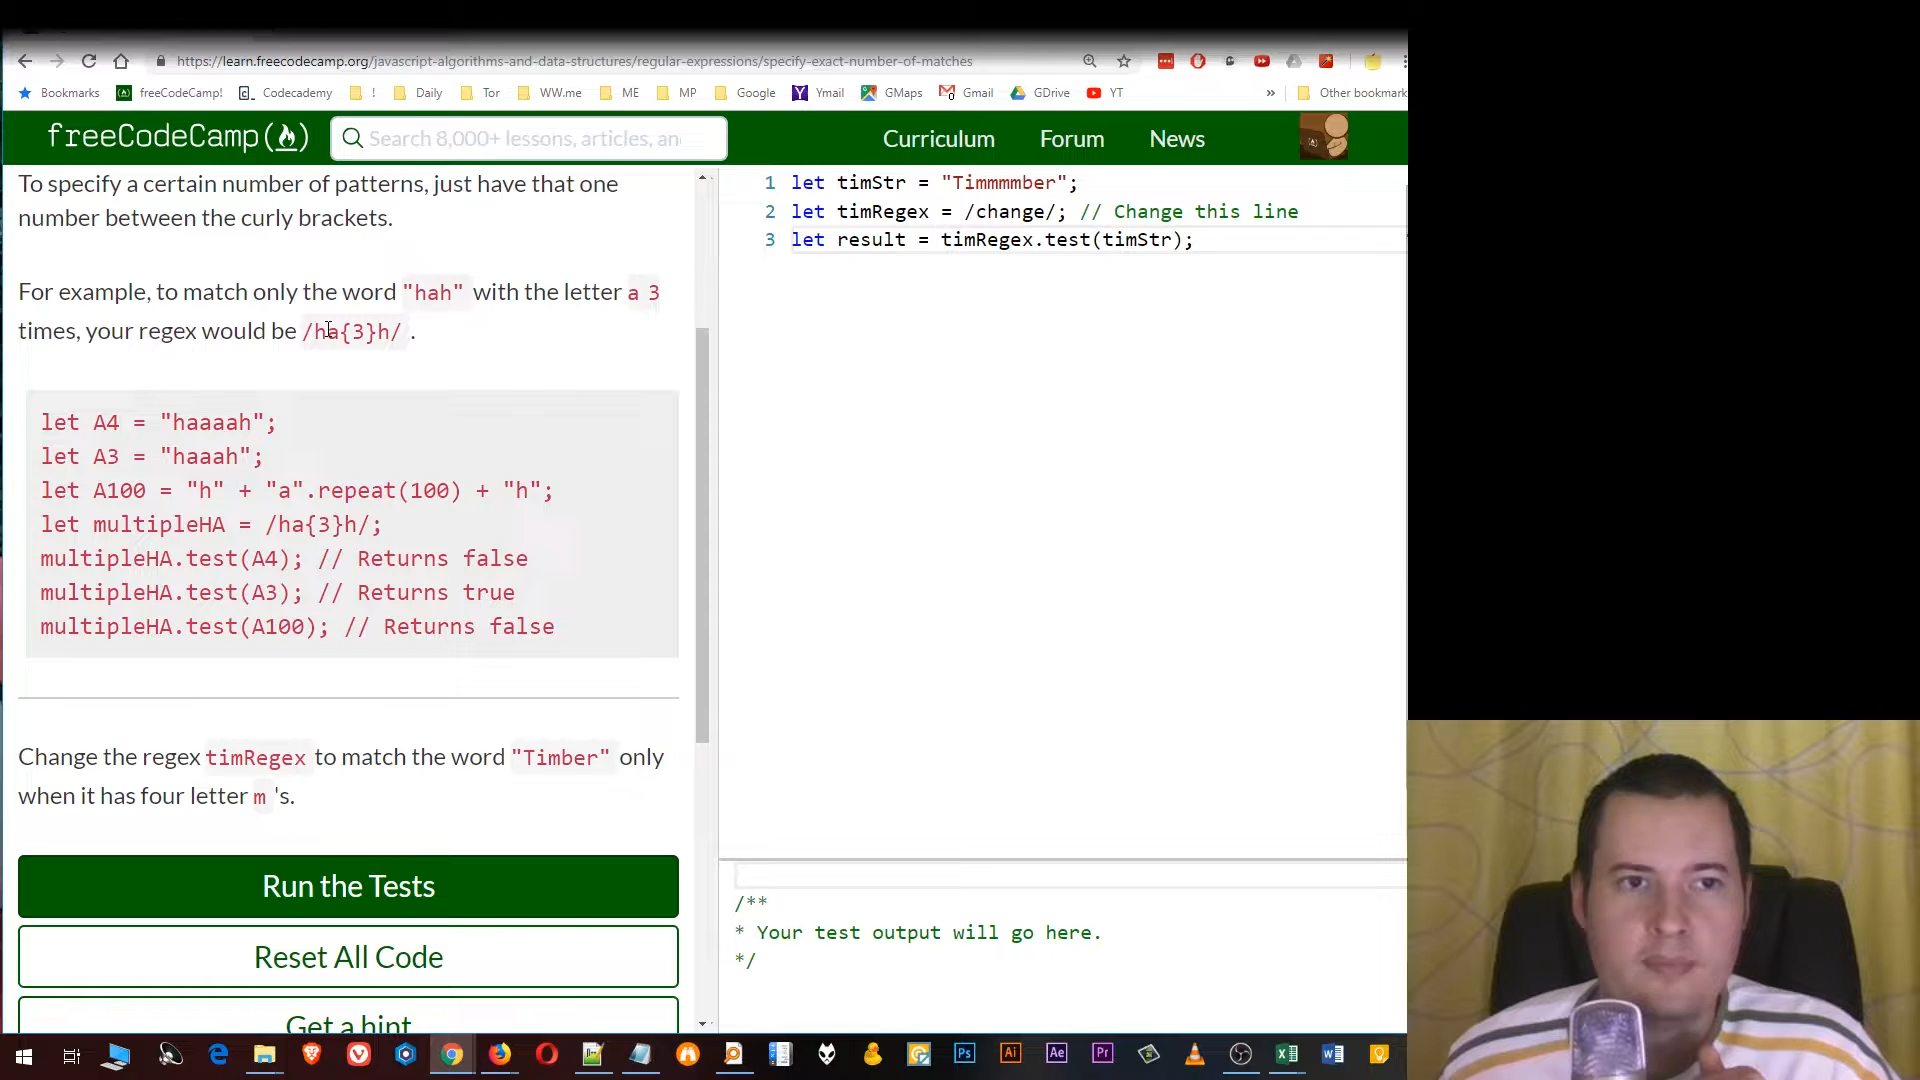 https://learn.freecodecamp.org/javascript-algorithms-and-data-structures/regular-expressions/specify-exact-number-of-matches
Bookmarks freeCodeCamp! Codecademy ! Daily Tor WW.me ME MP Google Ymail GMaps Gmail GDrive YT » Other bookmark
freeCodeCamp Search 8,000+ lessons, articles, an Curriculum Forum News
To specify a certain number of patterns, just have that one
number between the curly brackets.
For example, to match only the word "hah" with the letter a 3
times, your regex would be /ha{3}h/ .
let A4 = "haaaah";
let A3 = "haaah";
let A100 = "h" + "a".repeat(100) + "h";
let multipleHA = /ha{3}h/;
multipleHA.test(A4); // Returns false
multipleHA.test(A3); // Returns true
multipleHA.test(A100); // Returns false
Change the regex timRegex to match the word "Timber" only
when it has four letter m 's.
Run the Tests
Reset All Code
Get a hint
1 let timStr = "Timmmmber";
2 let timRegex = /change/; // Change this line
3 let result = timRegex.test(timStr);
/**
* Your test output will go here.
*/
Ps Ai Ae Pr